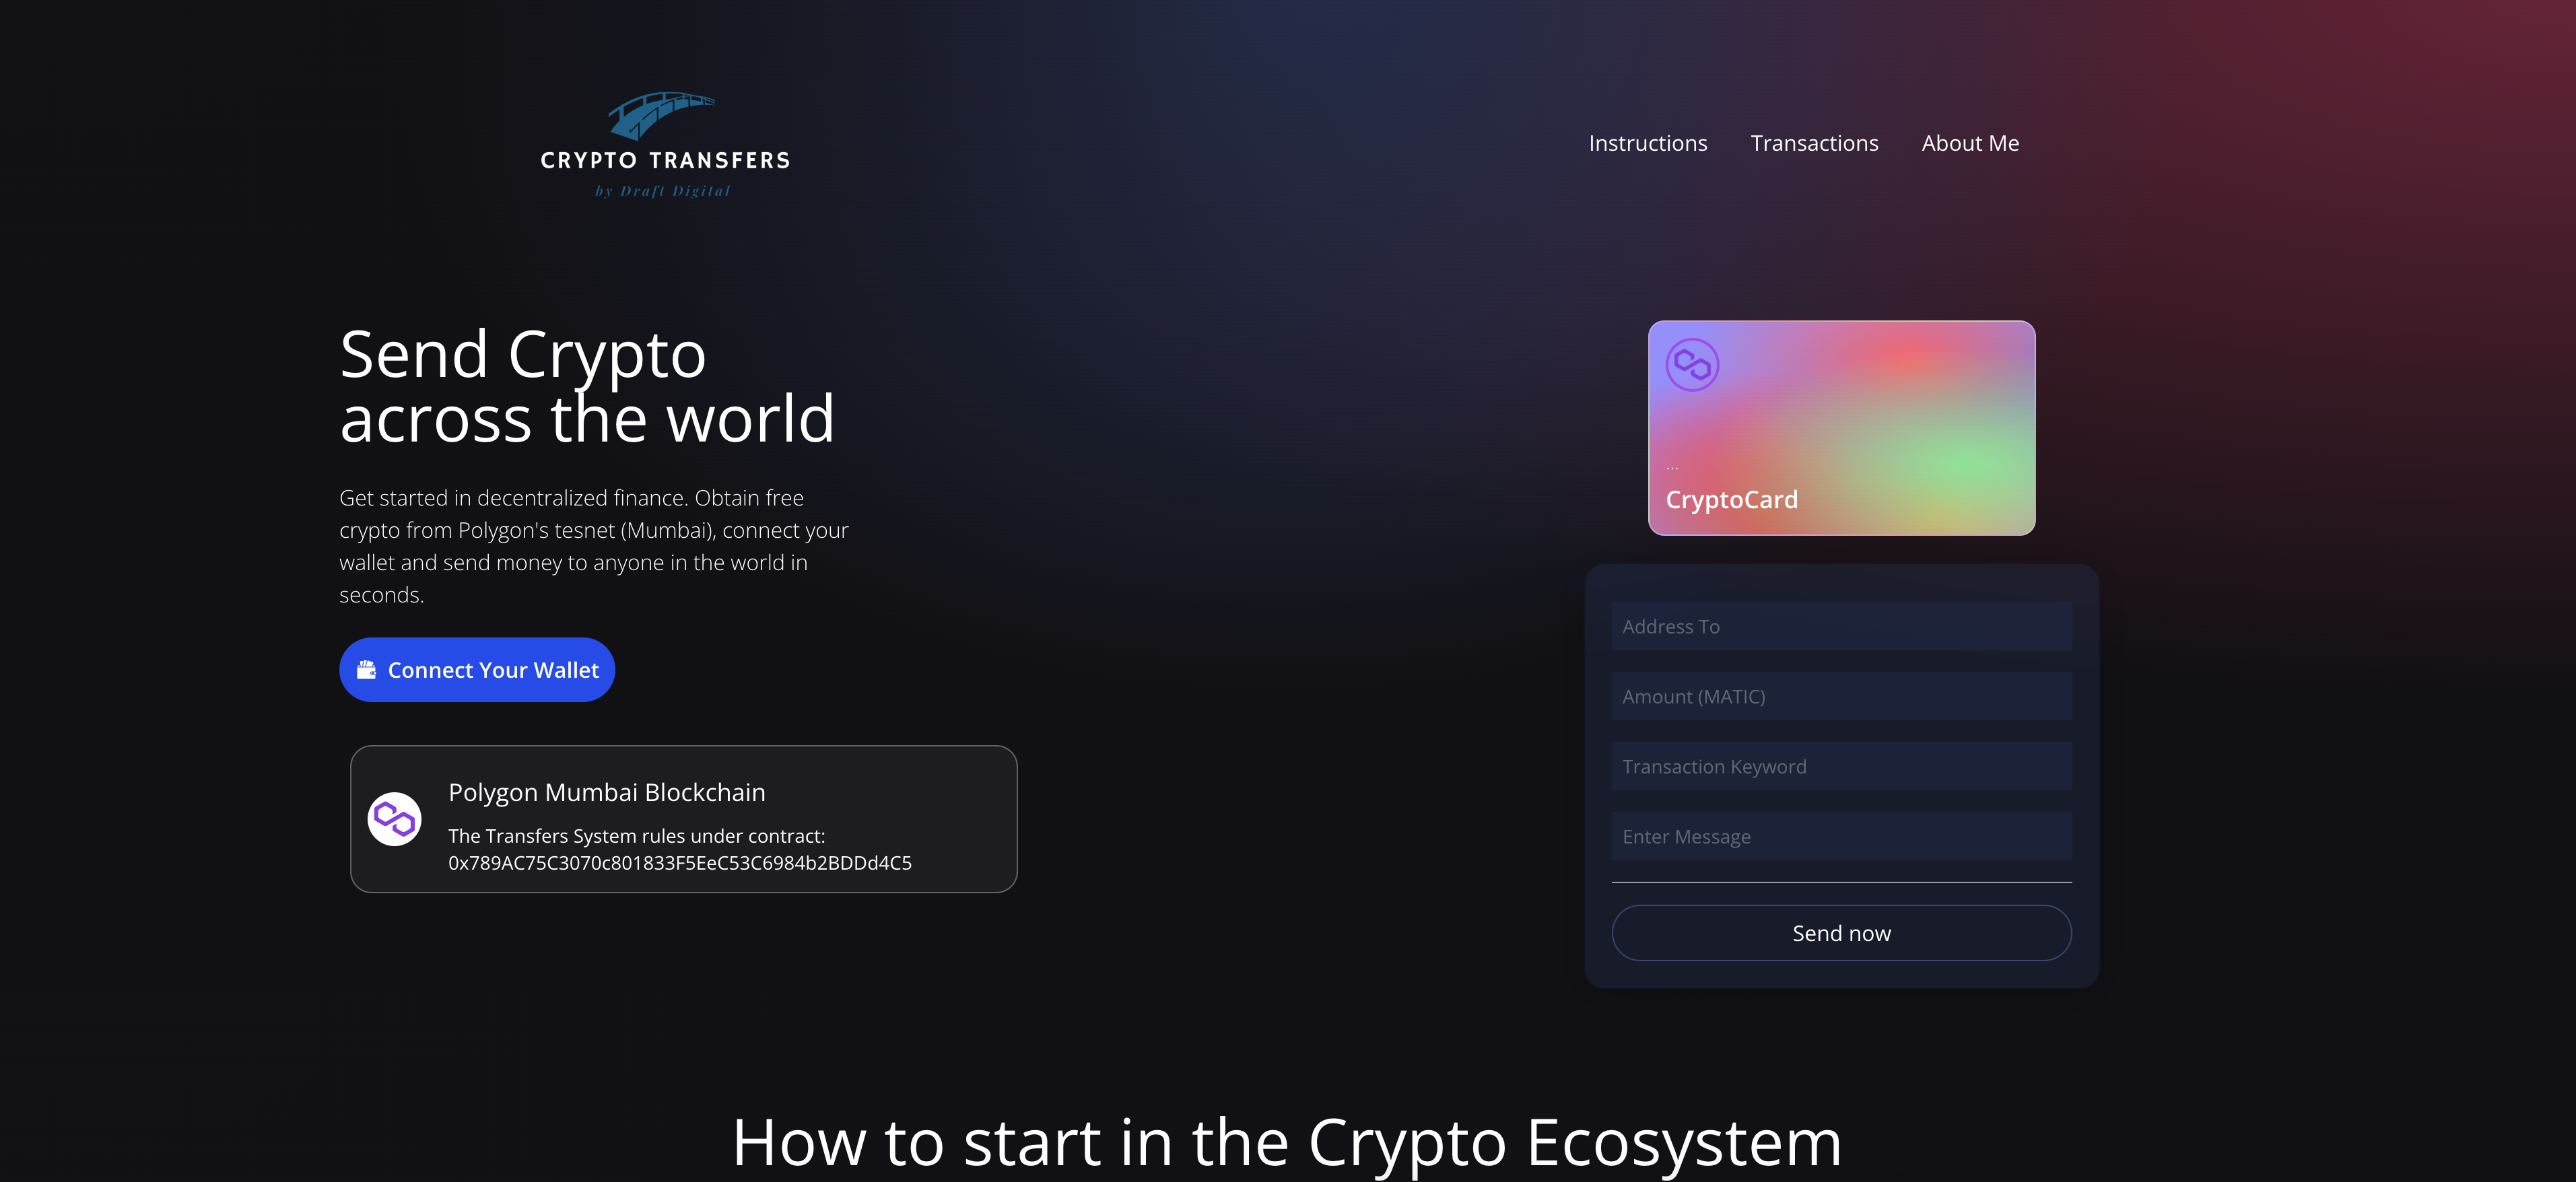 CRYPTO TRANSFERS
by Draft Digital
Instructions
Transactions
About Me
Send Crypto
across the world
Get started in decentralized finance. Obtain free
crypto from Polygon's tesnet (Mumbai), connect your
wallet and send money to anyone in the world in
seconds.
Connect Your Wallet
Polygon Mumbai Blockchain
The Transfers System rules under contract:
0x789AC75C3070c801833F5EeC53C6984b2BDDd4C5
...
CryptoCard
Address To
Amount (MATIC)
Transaction Keyword
Enter Message
Send now
How to start in the Crypto Ecosystem